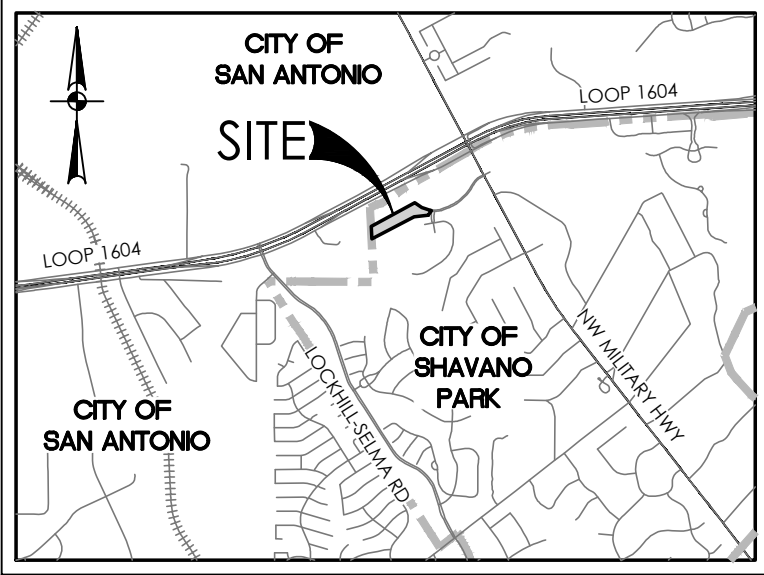 CITY OF
SAN ANTONIO
LOOP 1604
SITE
LOOP 1604
CITY OF
SHAVANO
PARK
NW MILITARY HWY
LOCKHILL-SELMA RD
CITY OF
SAN ANTONIO